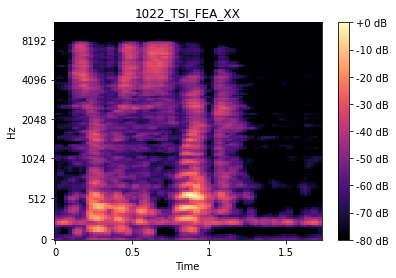 1022_TSI_FEA_XX
+0 dB
8192
-10 dB
4096
-20 dB
-30 dB
2048
Hz
-40 dB
1024
-50 dB
512
-60 dB
-70 dB
0
-80 dB
0
0.5
1
1.5
Time